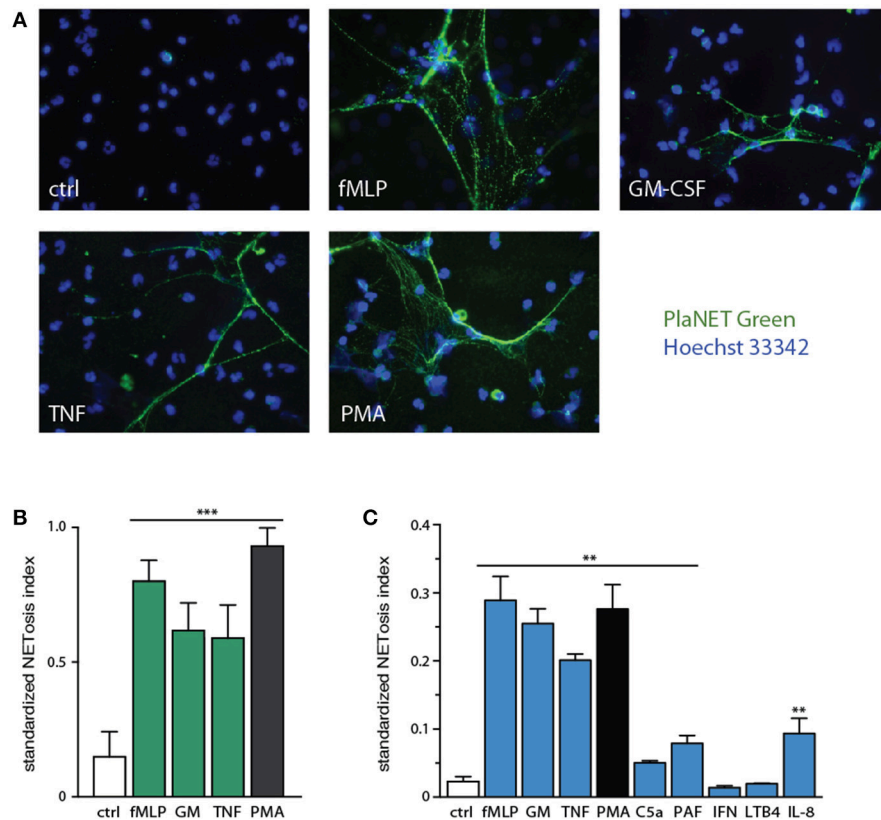 A
ctrl
fMLP
GM-CSF
TNF
PMA
PlaNET Green
Hoechst 33342
B
standardized NETosis index
1.0
0.5
0
***
ctrl fMLP GM TNF PMA
C
standardized NETosis index
0.4
0.3
0.2
0.1
0
**
**
ctrl fMLP GM TNF PMA C5a PAF IFN LTB4 IL-8